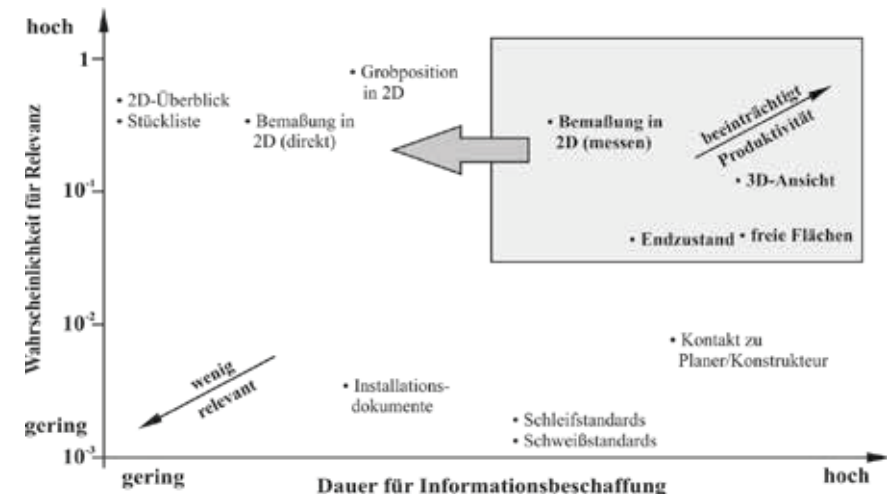 hoch
1
10-1
10-2
gering
10-3
Wahrscheinlichkeit für Relevanz
• Grobposition
in 2D
• 2D-Überblick
• Stückliste
• Bemaßung in
2D (direkt)
• Bemaßung in
2D (messen)
beeinträchtigt
Produktivität
• 3D-Ansicht
• Endzustand
• freie Flächen
• Kontakt zu
Planer/Konstrukteur
wenig
relevant
• Installations-
dokumente
• Schleifstandards
• Schweißstandards
gering
Dauer für Informationsbeschaffung
hoch